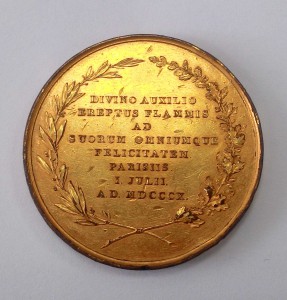 DIVINO AUXILIO
EREPTUS FLAMMIS
AD
SUORUM OMNIUMQUE
FELICITATEM
PARISIIS
I. JULII.
A.D. MDCCCX.